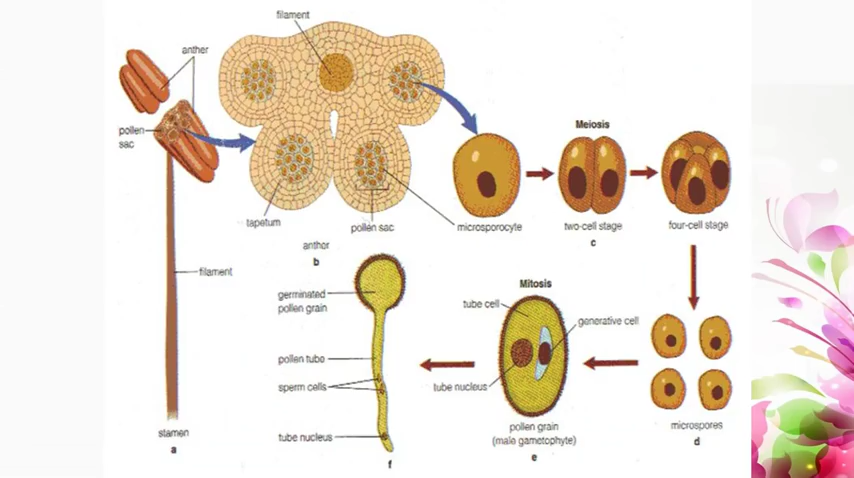 filament
anther
pollen
sac
Meiosis
tapetum
pollen sac
microsporocyte
two-cell stage
four-cell stage
c
anther
b
filament
germinated
pollen grain
Mitosis
tube cell
generative cell
pollen tube
sperm cells
tube nucleus
tube nucleus
stamen
a
f
pollen grain
(male gametophyte)
e
microspores
d